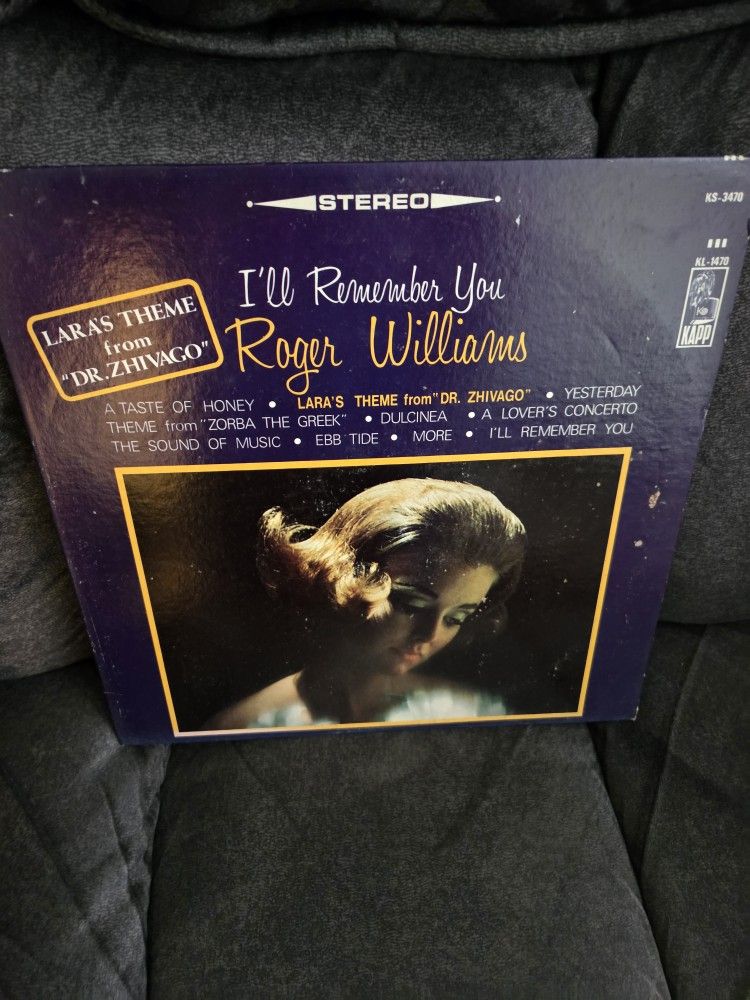 STEREO
KS-3470
KL-1470
KAPP
I'll Remember You
Roger Williams
LARA'S THEME
from
"DR. ZHIVAGO"
A TASTE OF HONEY • LARA'S THEME from "DR. ZHIVAGO" • YESTERDAY
THEME from "ZORBA THE GREEK" • DULCINEA • A LOVER'S CONCERTO
THE SOUND OF MUSIC • EBB TIDE • MORE • I'LL REMEMBER YOU